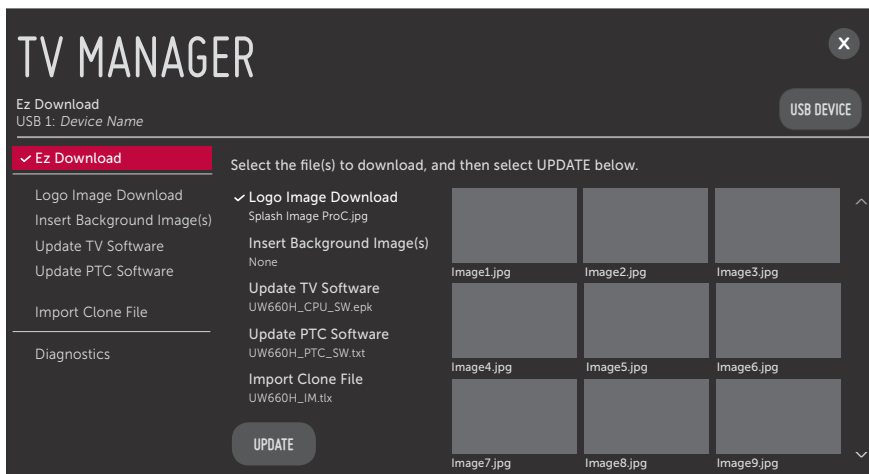 TV MANAGER
X
Ez Download
USB 1: Device Name
USB DEVICE
✓ Ez Download
Logo Image Download
Insert Background Image(s)
Update TV Software
Update PTC Software
Import Clone File
Diagnostics
Select the file(s) to download, and then select UPDATE below.
✓ Logo Image Download
Splash Image ProC.jpg
Insert Background Image(s)
None
Update TV Software
UW660H_CPU_SW.epk
Update PTC Software
UW660H_PTC_SW.txt
Import Clone File
UW660H_IM.tlx
UPDATE
Image1.jpg
Image2.jpg
Image3.jpg
Image4.jpg
Image5.jpg
Image6.jpg
Image7.jpg
Image8.jpg
Image9.jpg